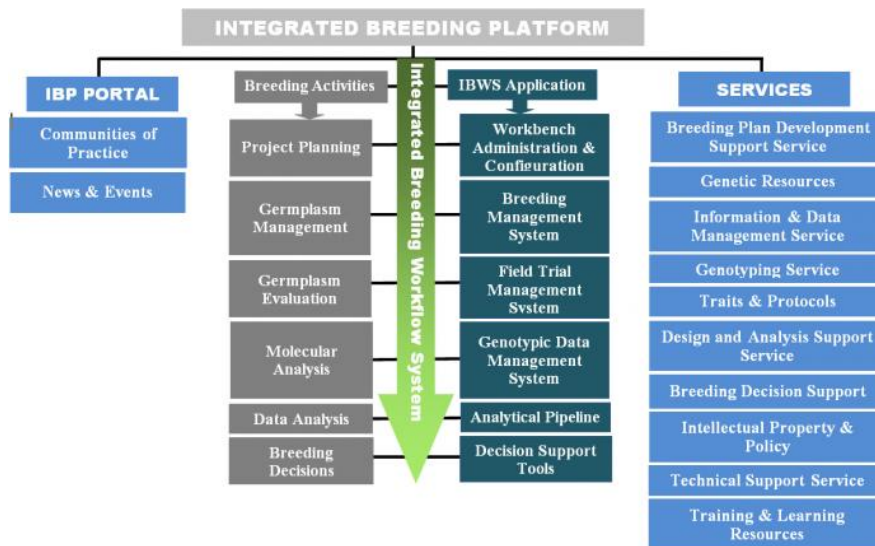 INTEGRATED BREEDING PLATFORM
IBP PORTAL
Communities of
Practice
News & Events
Breeding Activities
Project Planning
Germplasm
Management
Germplasm
Evaluation
Molecular
Analysis
Data Analysis
Breeding
Decisions
Integrated Breeding Workflow System
IBWS Application
Workbench
Administration &
Configuration
Breeding
Management
System
Field Trial
Management
System
Genotypic Data
Management
System
Analytical Pipeline
Decision Support
Tools
SERVICES
Breeding Plan Development
Support Service
Genetic Resources
Information & Data
Management Service
Genotyping Service
Traits & Protocols
Design and Analysis Support
Service
Breeding Decision Support
Intellectual Property &
Policy
Technical Support Service
Training & Learning
Resources